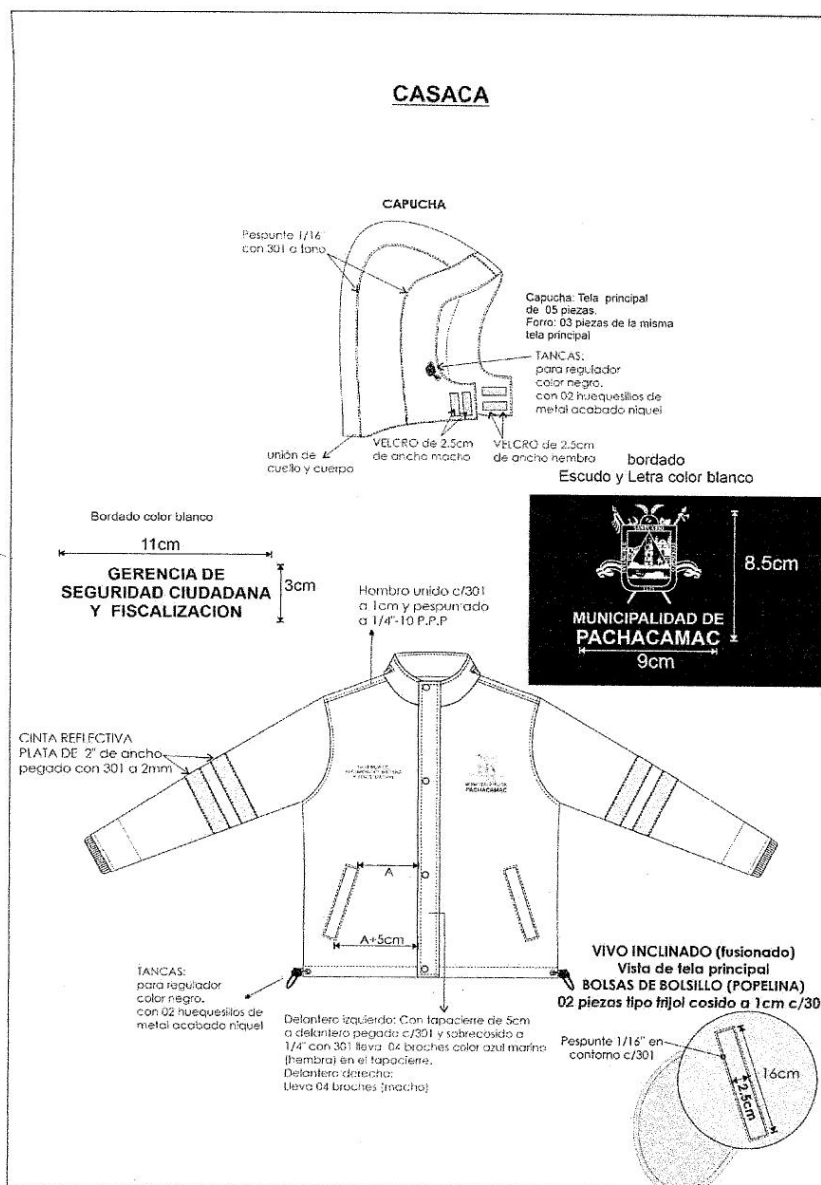 CASACA
CAPUCHA
Pespunte 1/16"
con 301 a tono
Capucha: Tela principal
de 05 piezas.
Forro: 03 piezas de la misma
tela principal
TANCAS:
para regulador
color negro.
con 02 huequesillos de
metal acabado niquel
VELCRO de 2.5cm
de ancho macho
VELCRO de 2.5cm
de ancho hembra
unión de
cuello y cuerpo
bordado
Escudo y Letra color blanco
8.5cm
MUNICIPALIDAD DE
PACHACAMAC
9cm
Bordado color blanco
11cm
GERENCIA DE
SEGURIDAD CIUDADANA
Y FISCALIZACION
3cm
Hombro unido c/301
a 1cm y pespuntado
a 1/4"-10 P.P.P
CINTA REFLECTIVA
PLATA DE 2" de ancho
pegado con 301 a 2mm
PACHACAMAC
A
A+5cm
TANCAS:
para regulador
color negro.
con 02 huequesillos de
metal acabado niquel
Delantero izquierdo: Con tapacierre de 5cm
a delantero pegado c/301 y sobrecosido a
1/4" con 301 lleva 04 broches color azul marino
(hembra) en el tapacierre.
Delantero derecho:
Lleva 04 broches (macho)
VIVO INCLINADO (fusionado)
Vista de tela principal
BOLSAS DE BOLSILLO (POPELINA)
02 piezas tipo frijol cosido a 1cm c/30
Pespunte 1/16" en
contorno c/301
16cm
2.5cm